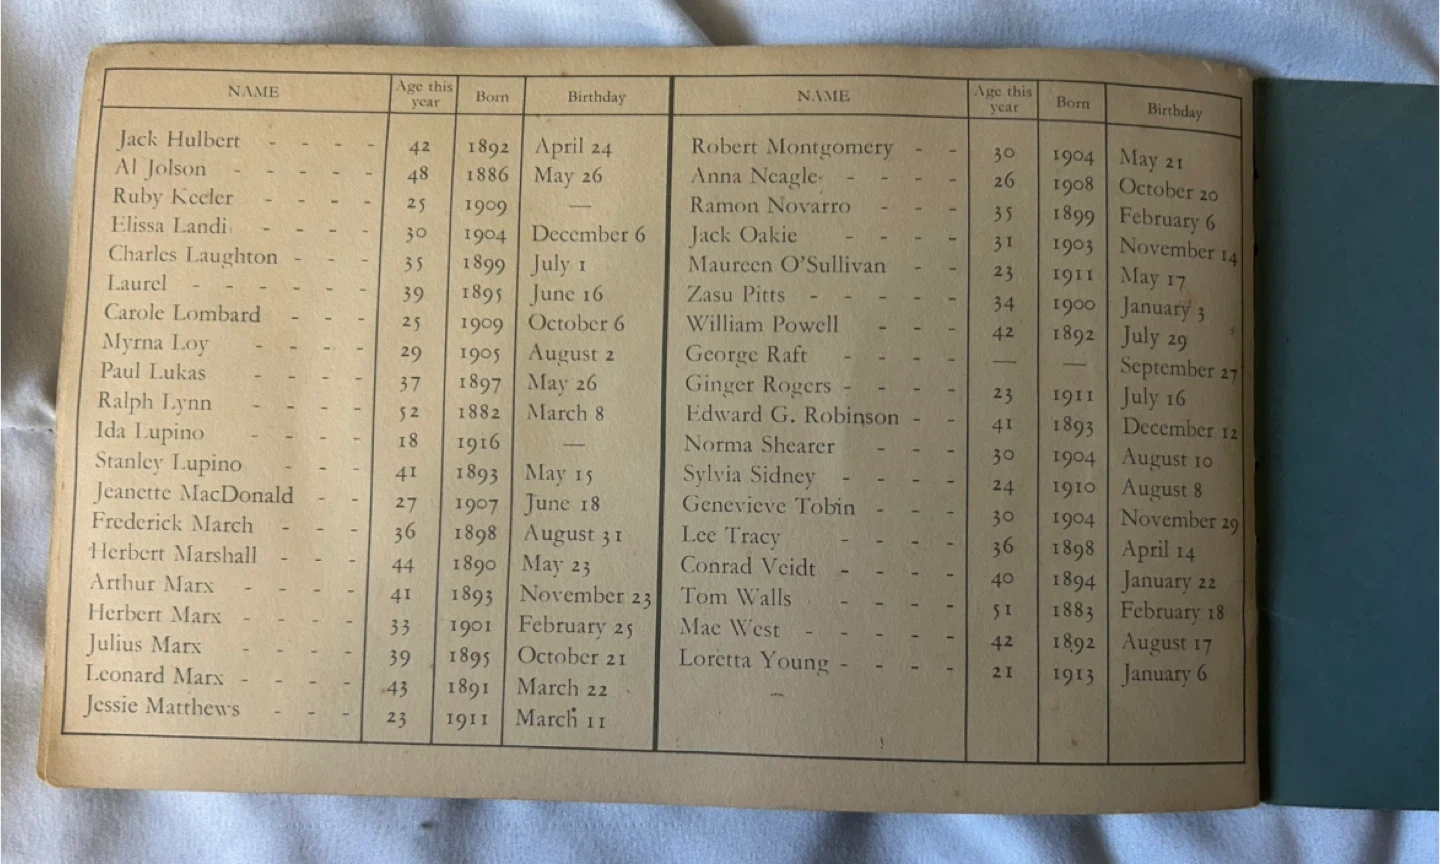 NAME Age this year Born Birthday
Jack Hulbert - - - - 42 1892 April 24
Al Jolson - - - - - 48 1886 May 26
Ruby Keeler - - - - 25 1909 —
Elissa Landi - - - - 30 1904 December 6
Charles Laughton - - - 35 1899 July 1
Laurel - - - - - - 39 1895 June 16
Carole Lombard - - - 25 1909 October 6
Myrna Loy - - - - 29 1905 August 2
Paul Lukas - - - - 37 1897 May 26
Ralph Lynn - - - - 52 1882 March 8
Ida Lupino - - - - 18 1916 —
Stanley Lupino - - - 41 1893 May 15
Jeanette MacDonald - - 27 1907 June 18
Frederick March - - - 36 1898 August 31
Herbert Marshall - - - 44 1890 May 23
Arthur Marx - - - - 41 1893 November 23
Herbert Marx - - - - 33 1901 February 25
Julius Marx - - - - 39 1895 October 21
Leonard Marx - - - - 43 1891 March 22
Jessie Matthews - - - 23 1911 March 11
NAME Age this year Born Birthday
Robert Montgomery - - 30 1904 May 21
Anna Neagle - - - - 26 1908 October 20
Ramon Novarro - - - 35 1899 February 6
Jack Oakie - - - - 31 1903 November 14
Maureen O'Sullivan - - 23 1911 May 17
Zasu Pitts - - - - - 34 1900 January 3
William Powell - - - 42 1892 July 29
George Raft - - - - — — September 27
Ginger Rogers - - - - 23 1911 July 16
Edward G. Robinson - - 41 1893 December 12
Norma Shearer - - - 30 1904 August 10
Sylvia Sidney - - - - 24 1910 August 8
Genevieve Tobin - - - 30 1904 November 29
Lee Tracy - - - - 36 1898 April 14
Conrad Veidt - - - - 40 1894 January 22
Tom Walls - - - - 51 1883 February 18
Mae West - - - - - 42 1892 August 17
Loretta Young - - - - 21 1913 January 6